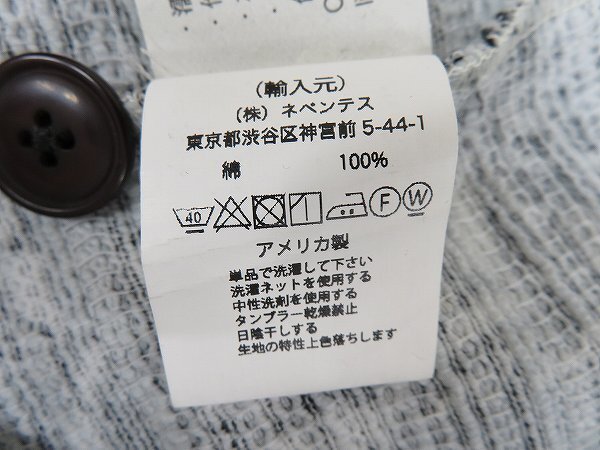 (輸入元)
(株) ネペンテス
東京都渋谷区神宮前 5-44-1
綿 100%
40 F W
アメリカ製
単品で洗濯して下さい
洗濯ネットを使用する
中性洗剤を使用する
タンブラー乾燥禁止
日陰干しする
生地の特性上色落ちします